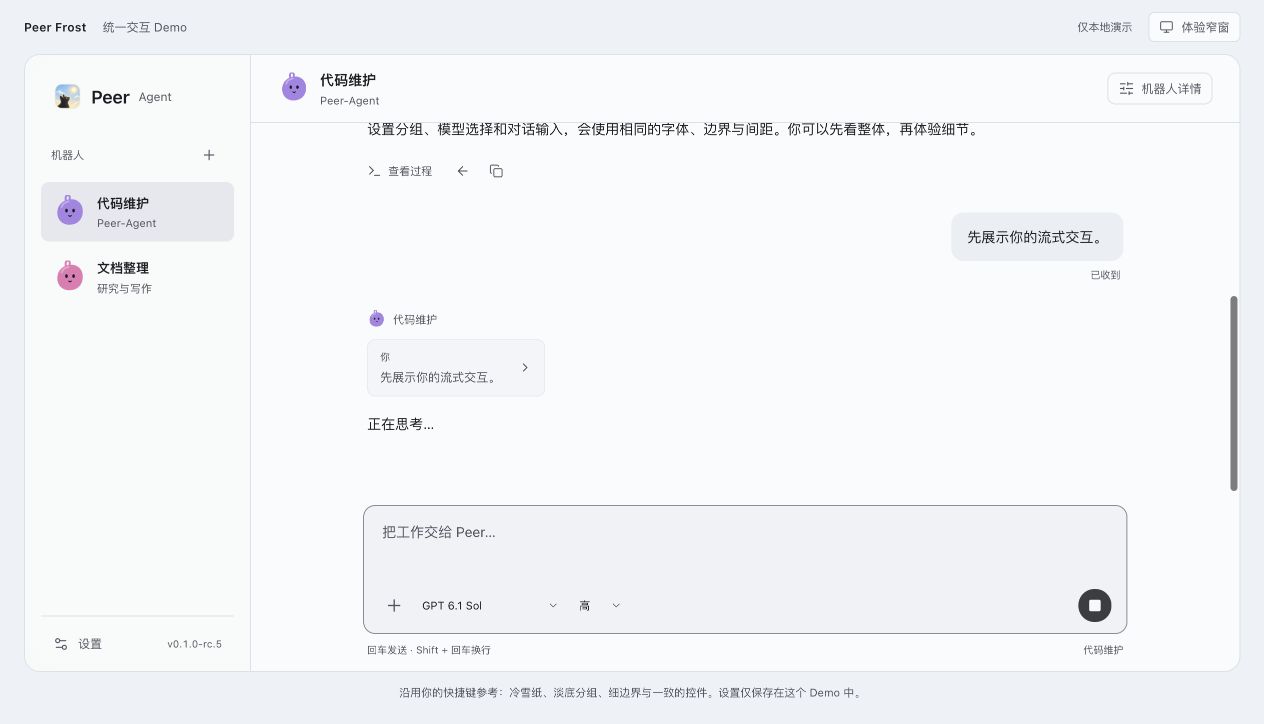 Peer Frost 统一交互 Demo
仅本地演示
体验窄窗
Peer Agent
机器人
代码维护
Peer-Agent
文档整理
研究与写作
设置
v0.1.0-rc.5
代码维护
Peer-Agent
机器人详情
设置分组、模型选择和对话输入，会使用相同的字体、边界与间距。你可以先看整体，再体验细节。
查看过程
先展示你的流式交互。
已收到
代码维护
你
先展示你的流式交互。
正在思考...
把工作交给 Peer...
GPT 6.1 Sol
高
回车发送 · Shift + 回车换行
代码维护
沿用你的快捷键参考：冷雪纸、淡底分组、细边界与一致的控件。设置仅保存在这个 Demo 中。